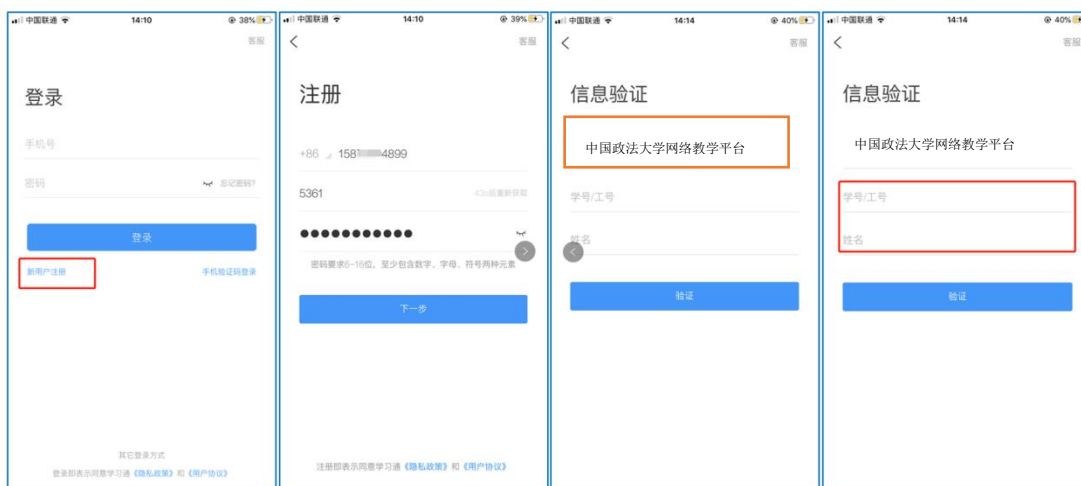 中国联通 14:10 38%
客服
登录
手机号
密码 忘记密码?
登录
新用户注册 手机验证码登录
其它登录方式
登录即表示同意学习通《隐私政策》和《用户协议》
中国联通 14:10 39%
客服
注册
+86 158 4899
5361 43s后重新获取
密码要求6-16位，至少包含数字、字母、符号两种元素
下一步
注册即表示同意学习通《隐私政策》和《用户协议》
中国联通 14:14 40%
客服
信息验证
中国政法大学网络教学平台
学号/工号
姓名
验证
中国联通 14:14 40%
客服
信息验证
中国政法大学网络教学平台
学号/工号
姓名
验证